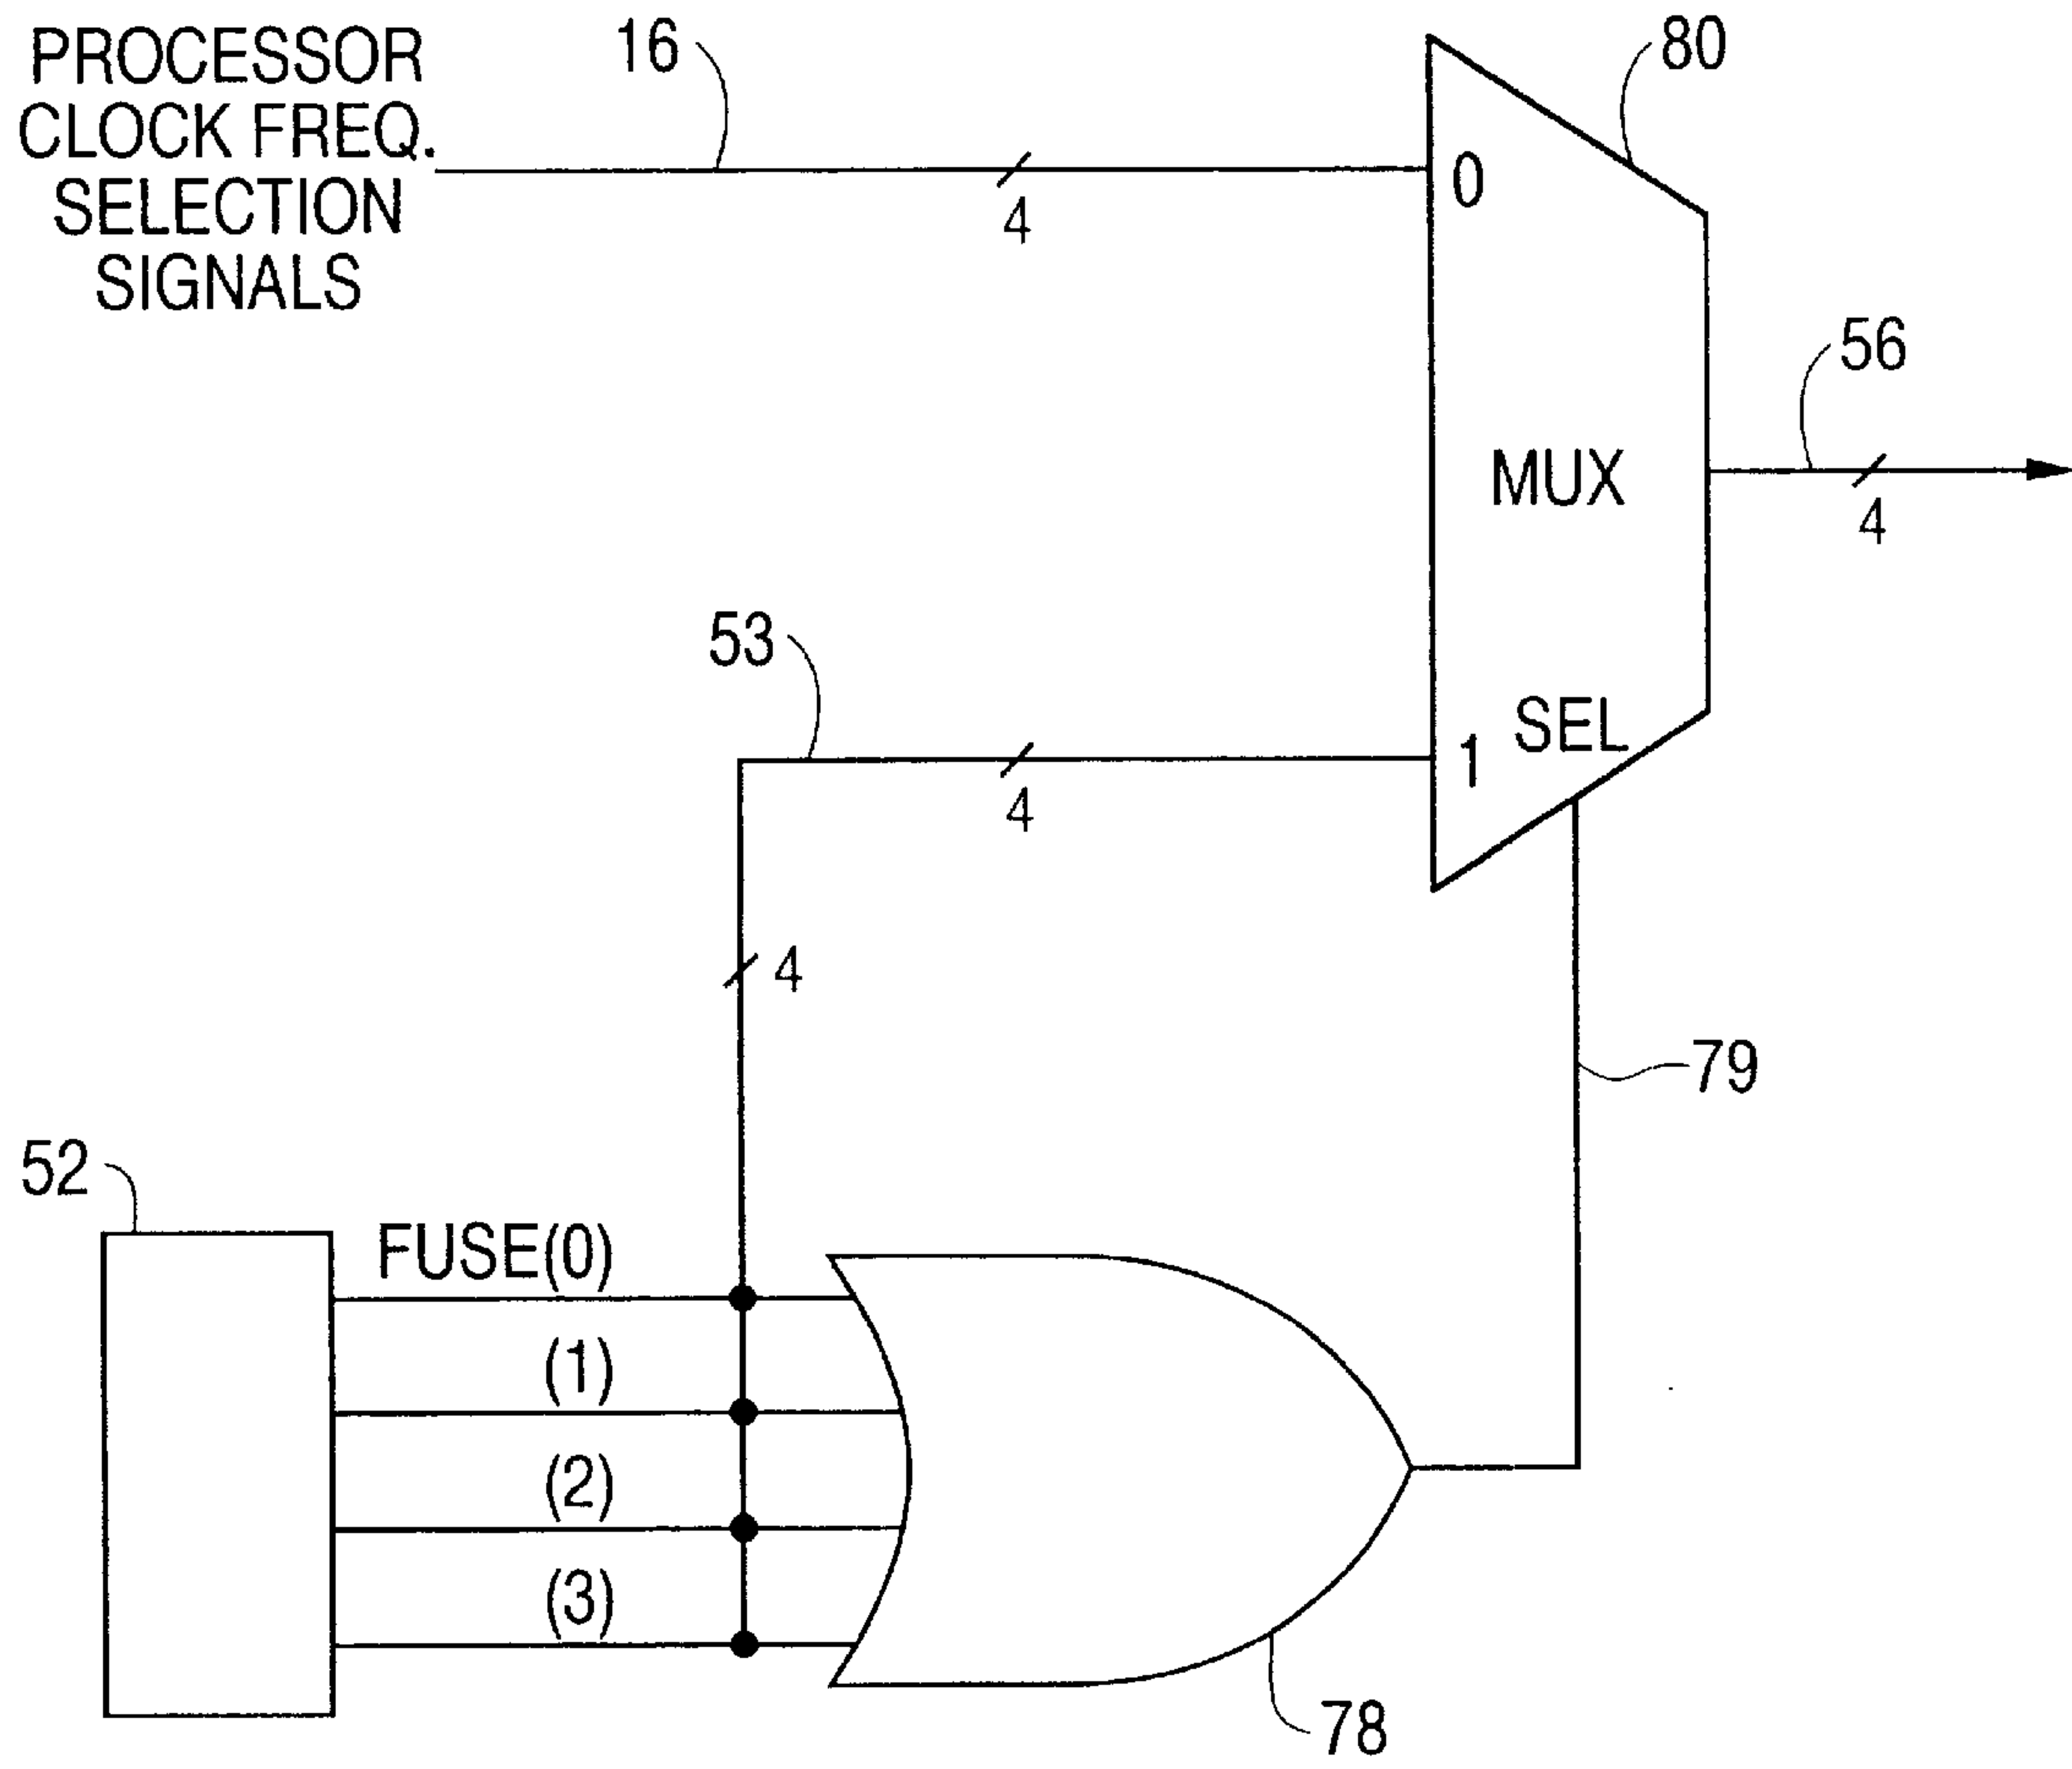 PROCESSOR
CLOCK FREQ.
SELECTION
SIGNALS
16
4
0
80
MUX
56
4
53
4
1
SEL
4
79
52
FUSE(0)
(1)
(2)
(3)
78